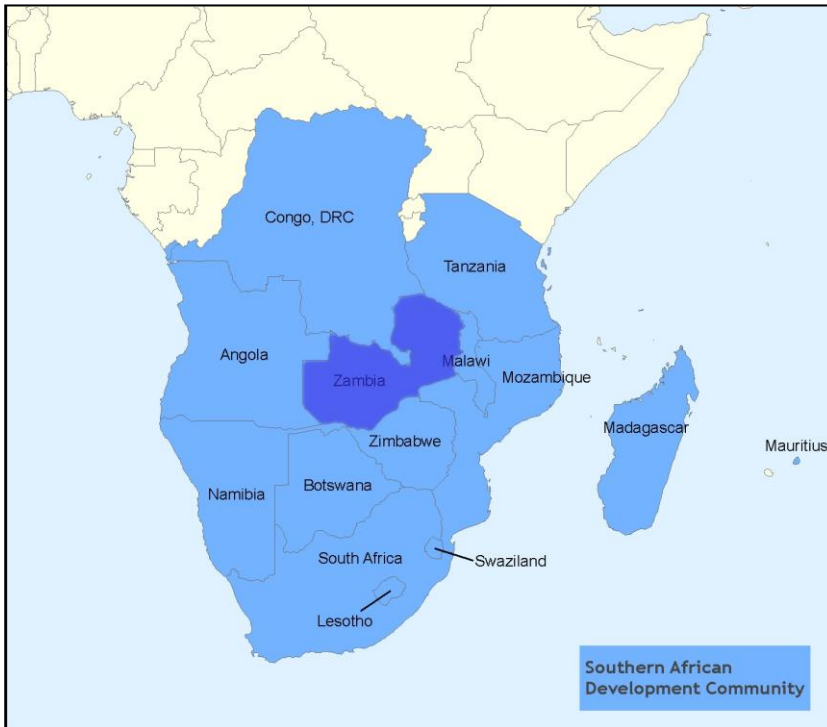 Congo, DRC
Tanzania
Angola
Zambia
Malawi
Mozambique
Madagascar
Zimbabwe
Mauritius
Namibia
Botswana
South Africa
Swaziland
Lesotho
Southern African
Development Community